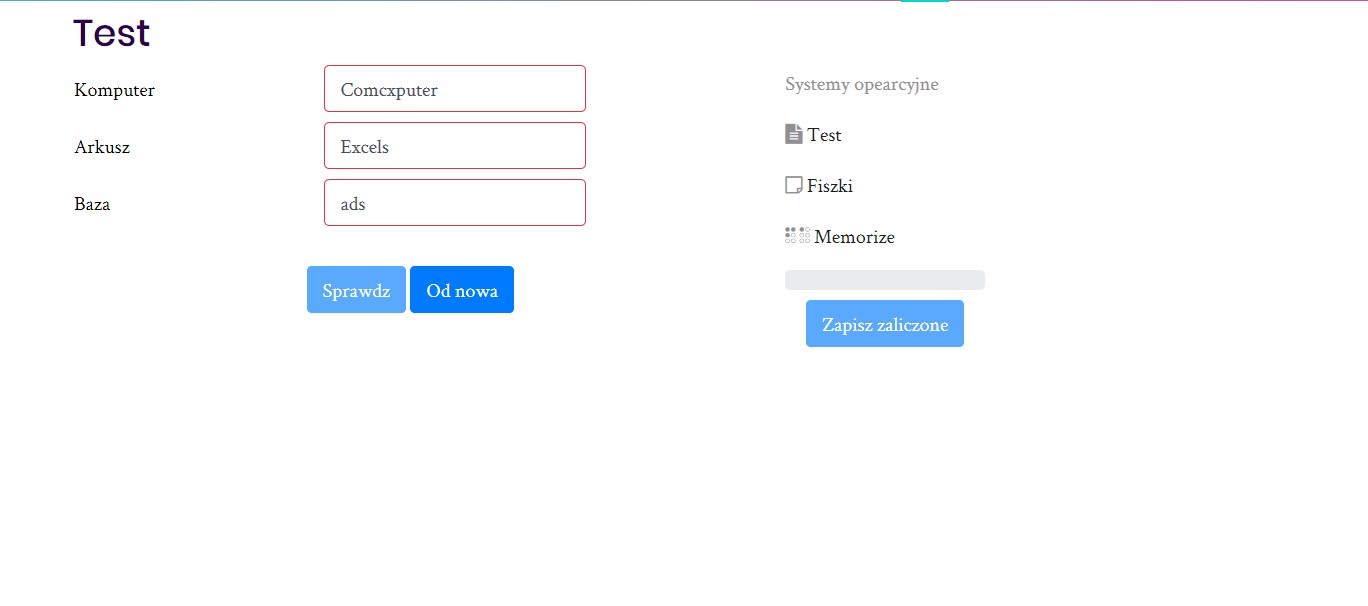 Test
Komputer
Comcxputer
Arkusz
Excels
Baza
ads
Sprawdz
Od nowa
Systemy opearcyjne
Test
Fiszki
Memorize
Zapisz zaliczone